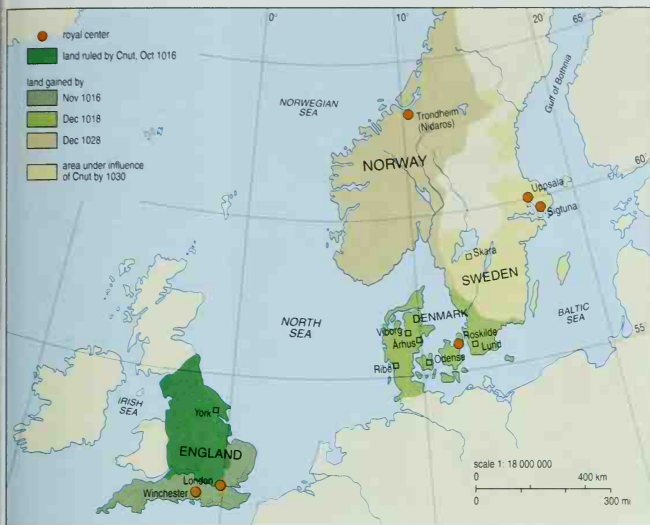 royal center
land ruled by Cnut, Oct 1016
land gained by
Nov 1016
Dec 1018
Dec 1028
area under influence
of Cnut by 1030
0°
10°
20°
65°
60°
55°
NORWEGIAN
SEA
Gulf of Bothnia
Trondheim
(Nidaros)
NORWAY
Uppsala
Sigtuna
Skara
SWEDEN
NORTH
SEA
DENMARK
BALTIC
SEA
Viborg
Århus
Roskilde
Lund
Odense
Ribe
IRISH
SEA
York
ENGLAND
London
Winchester
scale 1: 18 000 000
0
400 km
0
300 mi